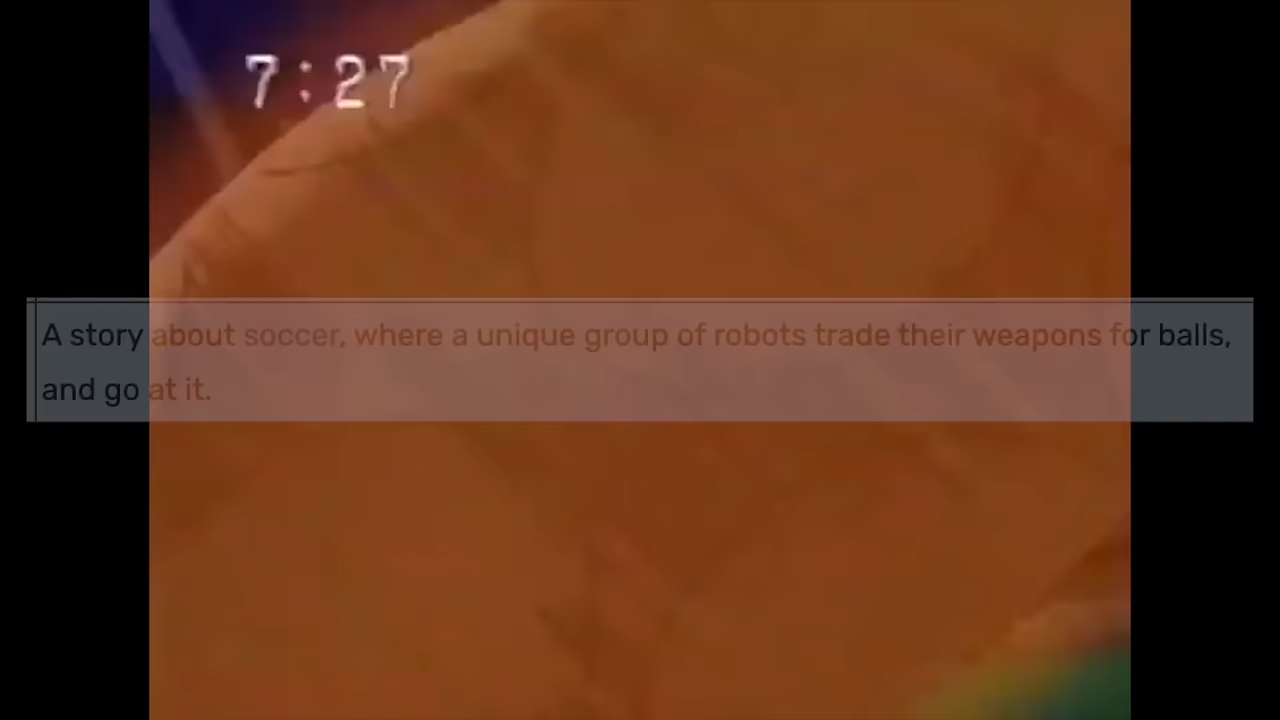 7:27
A story about soccer, where a unique group of robots trade their weapons for balls,
and go at it.